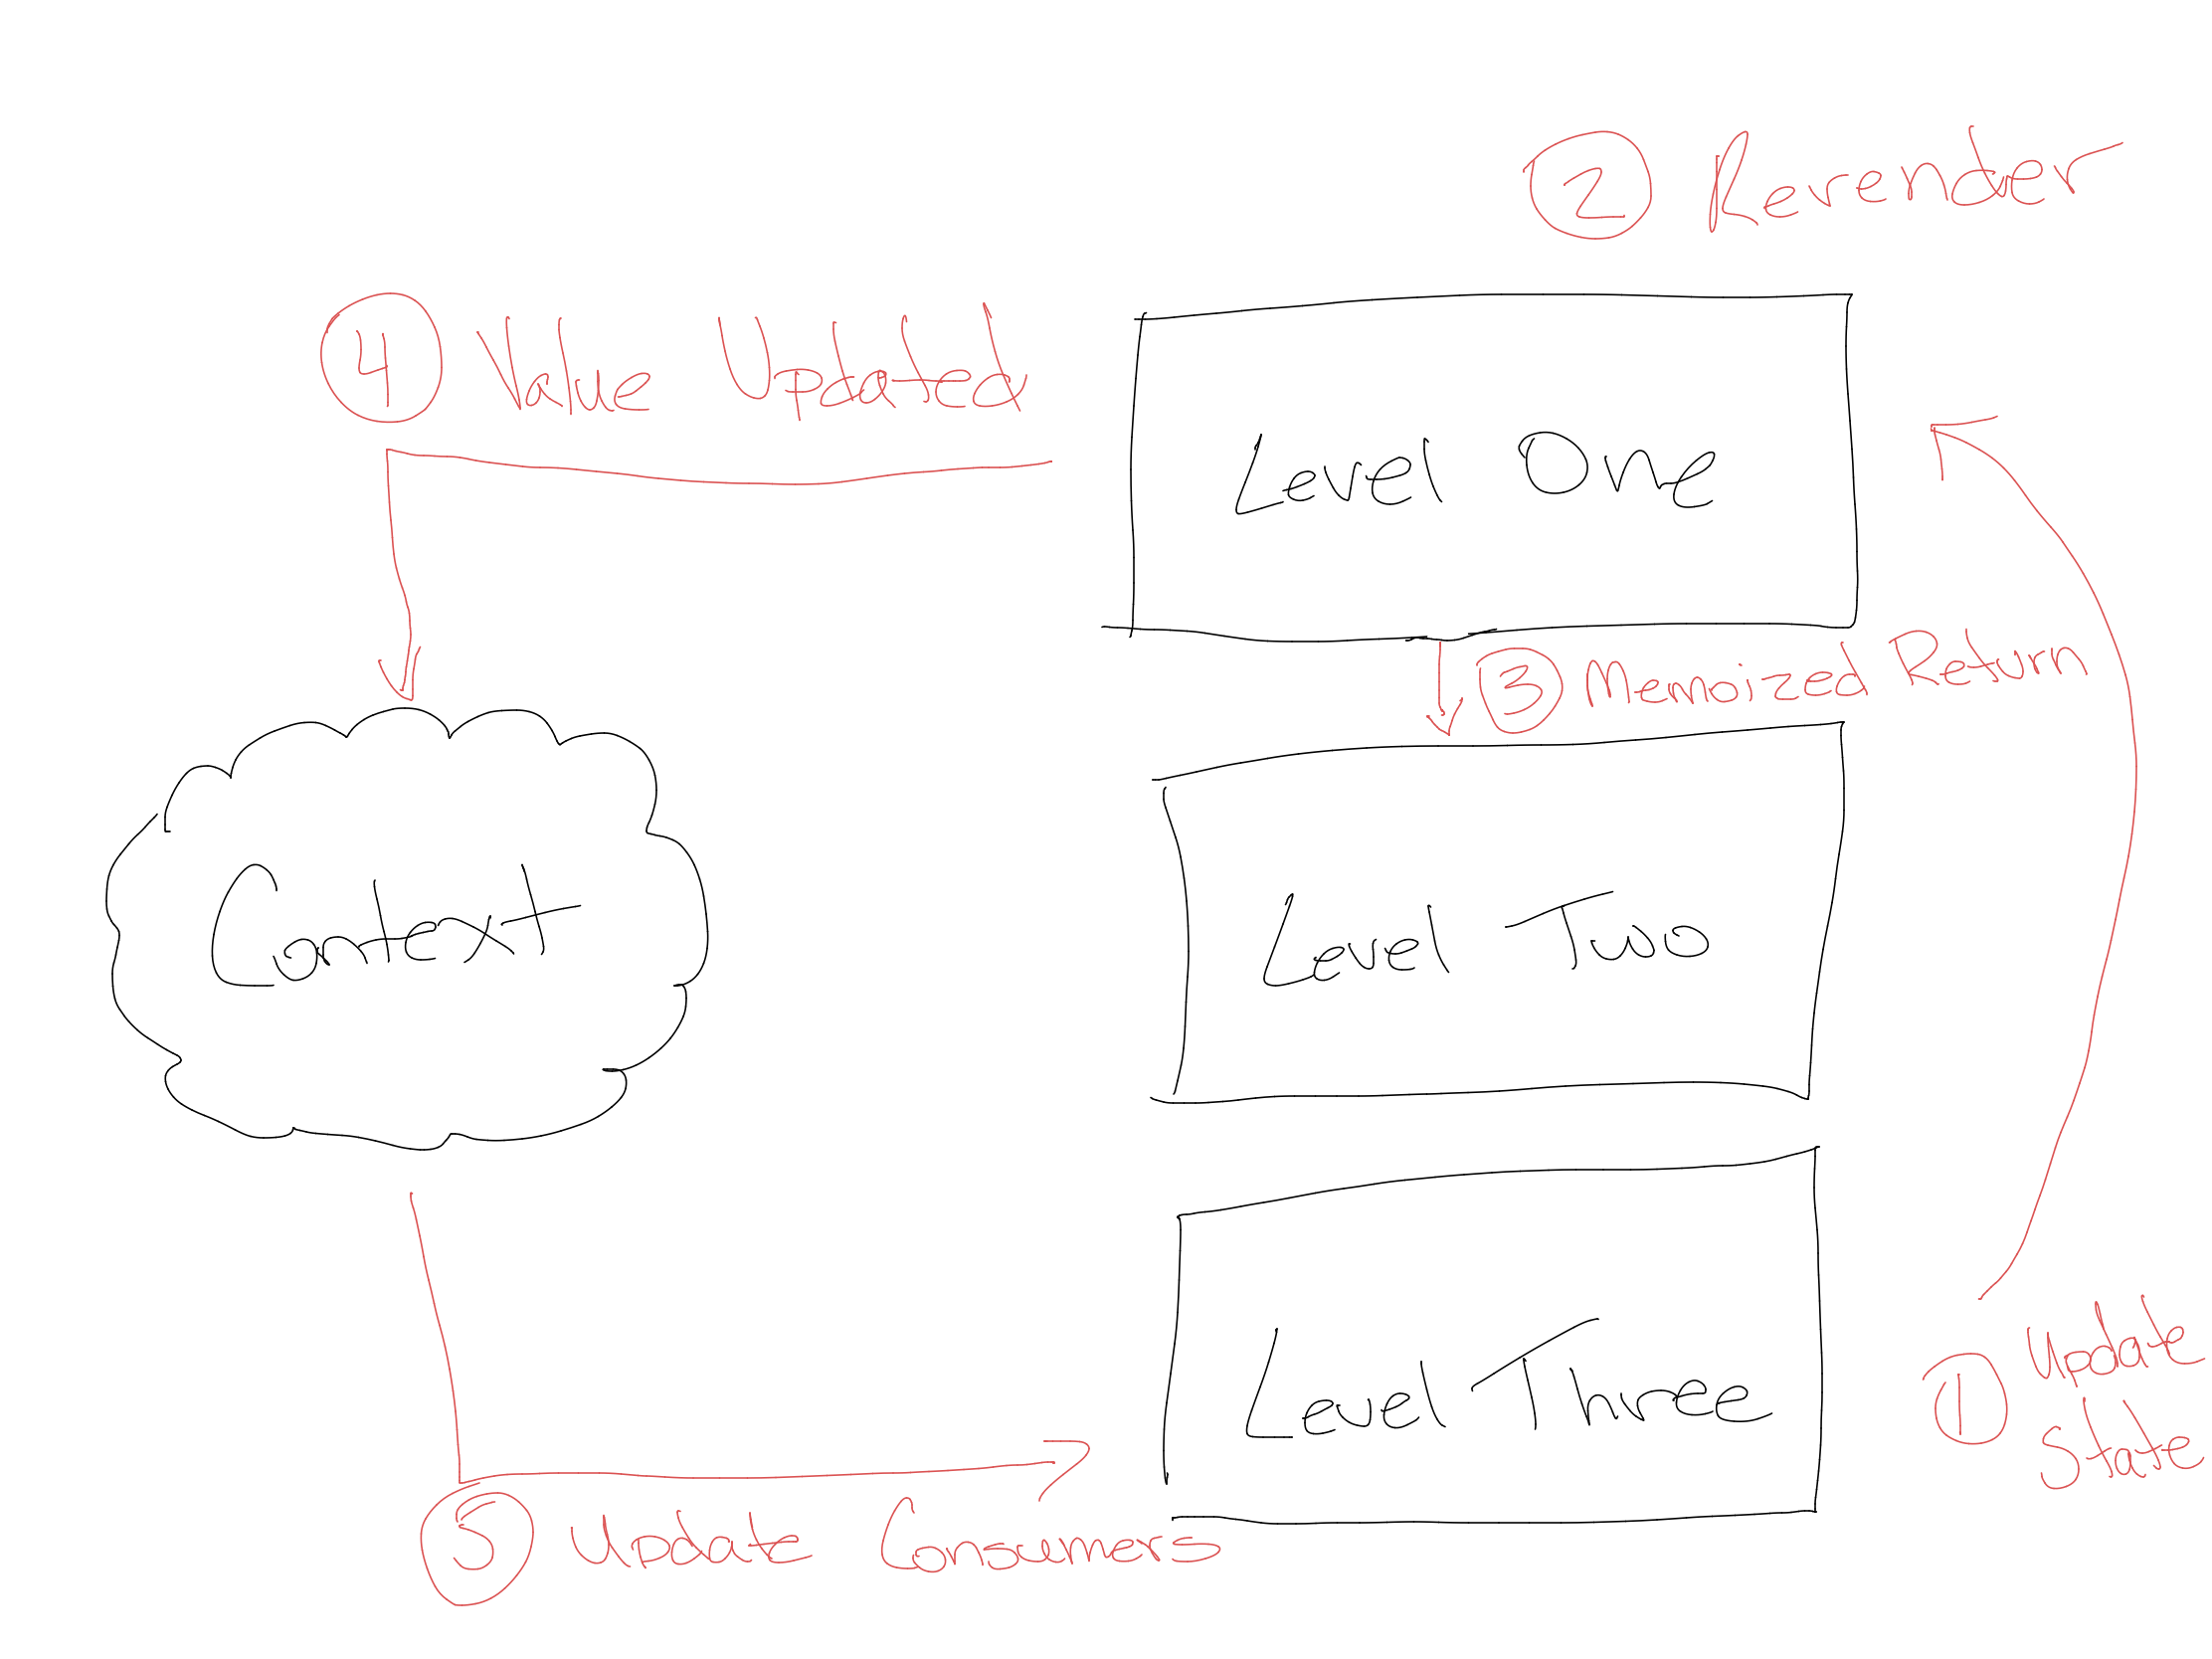 ② Rerender
④ Value Updated
Level One
③ Memoized Return
Context
Level Two
Level Three
① Update
State
⑤ Update Consumers